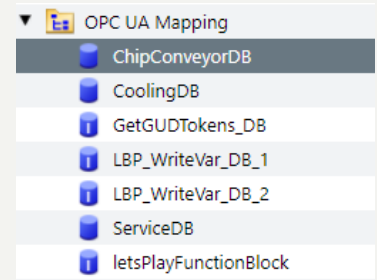 OPC UA Mapping
ChipConveyorDB
CoolingDB
GetGUDTokens_DB
LBP_WriteVar_DB_1
LBP_WriteVar_DB_2
ServiceDB
letsPlayFunctionBlock